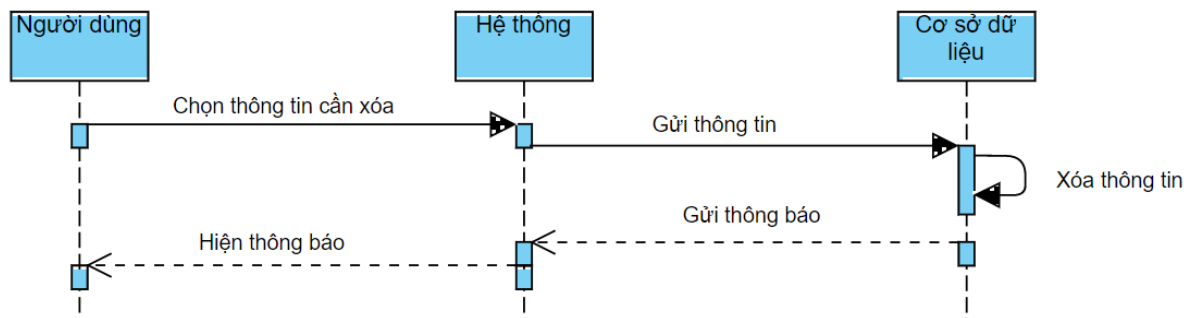 Người dùng
Hệ thống
Cơ sở dữ
liệu
Chọn thông tin cần xóa
Gửi thông tin
Xóa thông tin
Gửi thông báo
Hiện thông báo